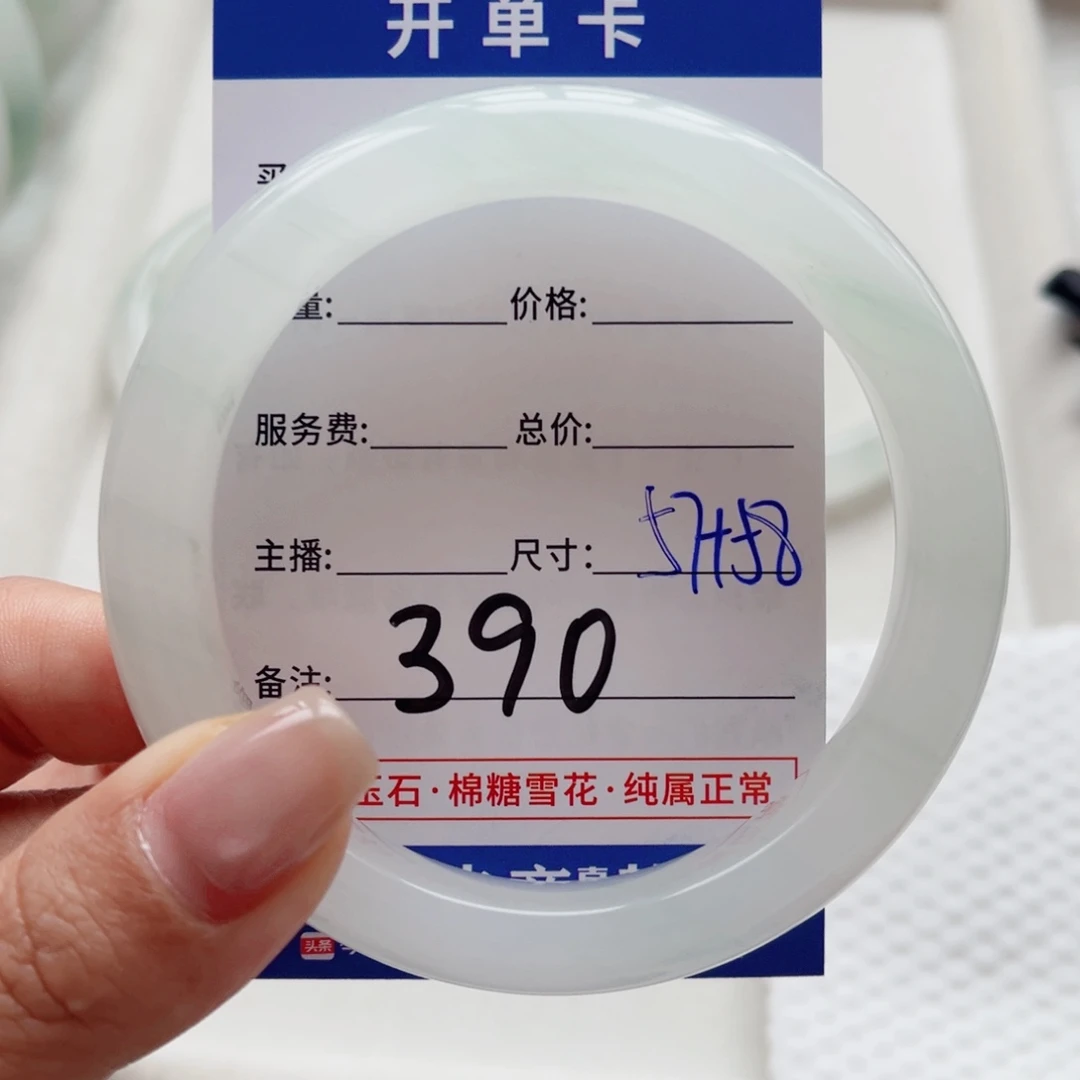 开单卡
买
量: 价格:
服务费: 总价:
主播: 尺寸: 57-58
390
备注:
玉石·棉糖雪花·纯属正常
头条